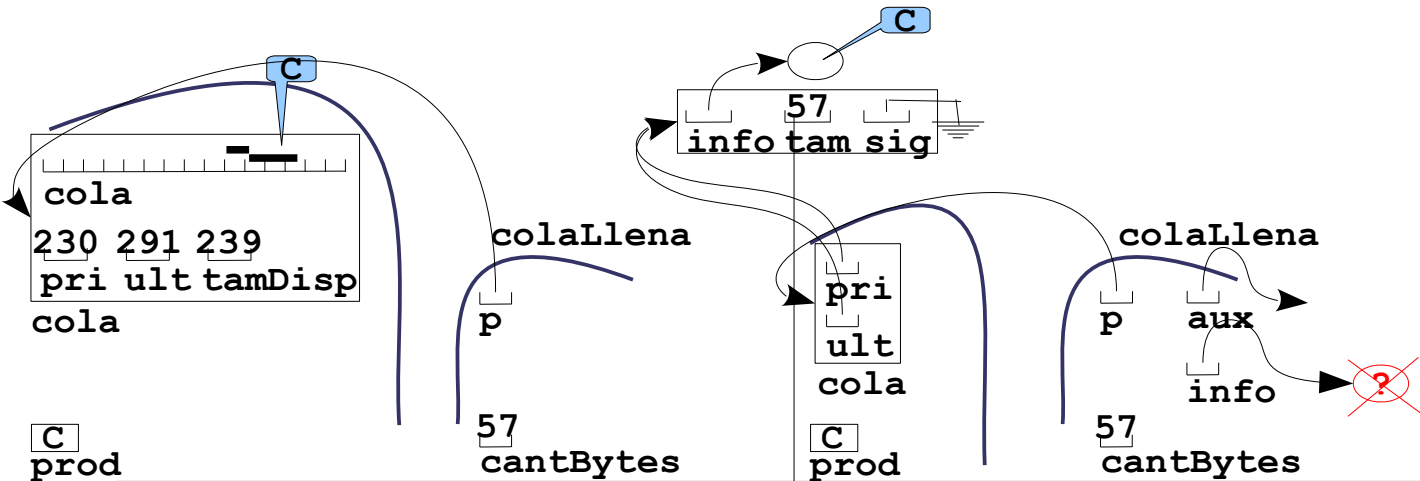 C
cola
230 291 239
pri ult tamDisp
cola
colaLlena
p
57
cantBytes
C
prod
C
57
info tam sig
colaLlena
pri
ult
cola
p aux
info
?
57
cantBytes
C
prod